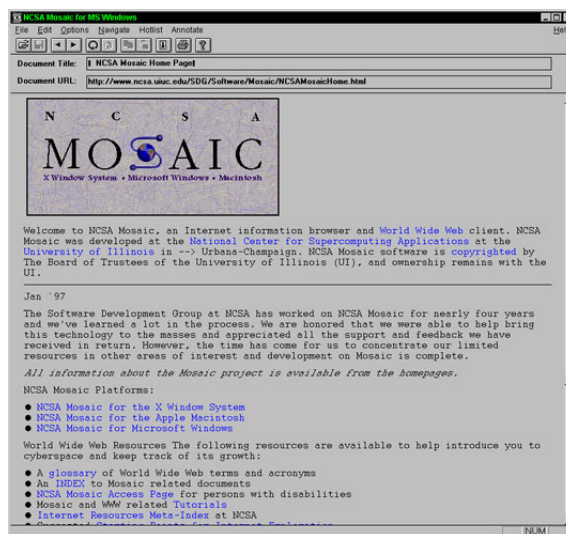 NCSA Mosaic for MS Windows
File Edit Options Navigate Hotlist Annotate Hel
Document Title: NCSA Mosaic Home Page
Document URL: http://www.ncsa.uiuc.edu/SDG/Software/Mosaic/NCSAMosaicHome.html
N C S A
MOSAIC
X Window System • Microsoft Windows • Macintosh
Welcome to NCSA Mosaic, an Internet information browser and World Wide Web client. NCSA
Mosaic was developed at the National Center for Supercomputing Applications at the
University of Illinois in --> Urbana-Champaign. NCSA Mosaic software is copyrighted by
The Board of Trustees of the University of Illinois (UI), and ownership remains with the
UI.
Jan '97
The Software Development Group at NCSA has worked on NCSA Mosaic for nearly four years
and we've learned a lot in the process. We are honored that we were able to help bring
this technology to the masses and appreciated all the support and feedback we have
received in return. However, the time has come for us to concentrate our limited
resources in other areas of interest and development on Mosaic is complete.
All information about the Mosaic project is available from the homepages.
NCSA Mosaic Platforms:
● NCSA Mosaic for the X Window System
● NCSA Mosaic for the Apple Macintosh
● NCSA Mosaic for Microsoft Windows
World Wide Web Resources The following resources are available to help introduce you to
cyberspace and keep track of its growth:
● A glossary of World Wide Web terms and acronyms
● An INDEX to Mosaic related documents
● NCSA Mosaic Access Page for persons with disabilities
● Mosaic and WWW related Tutorials
● Internet Resources Meta-Index at NCSA
● Suggested Starting Points for Internet Exploration
NUM